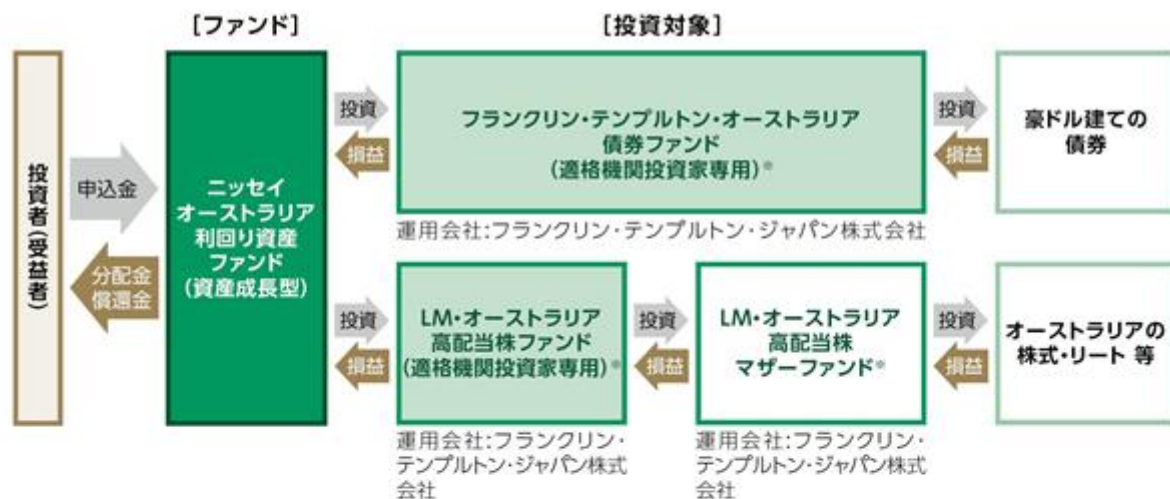 [ファンド]
[投資対象]
投資者(受益者)
申込金
分配金
償還金
ニッセイ
オーストラリア
利回り資産
ファンド
(資産成長型)
投資
損益
フランクリン・テンプルトン・オーストラリア
債券ファンド
(適格機関投資家専用)※
運用会社:フランクリン・テンプルトン・ジャパン株式会社
投資
損益
豪ドル建ての
債券
投資
損益
LM・オーストラリア
高配当株ファンド
(適格機関投資家専用)※
運用会社:フランクリン・
テンプルトン・ジャパン株式
会社
投資
損益
LM・オーストラリア
高配当株
マザーファンド※
運用会社:フランクリン・
テンプルトン・ジャパン株式
会社
投資
損益
オーストラリアの
株式・リート 等